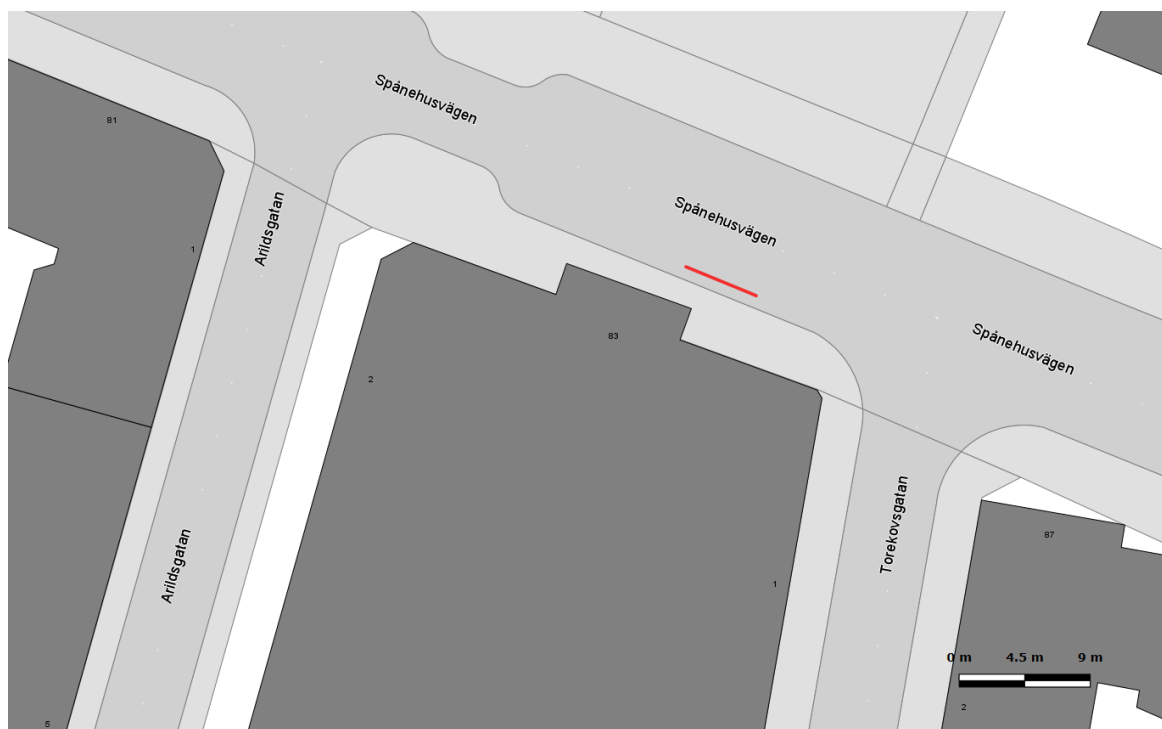 Spånehusvägen
81
Spånehusvägen
Arildsgatan
1
Spånehusvägen
83
2
Torekovsgatan
87
Arildsgatan
1
0 m 4.5 m 9 m
2
5